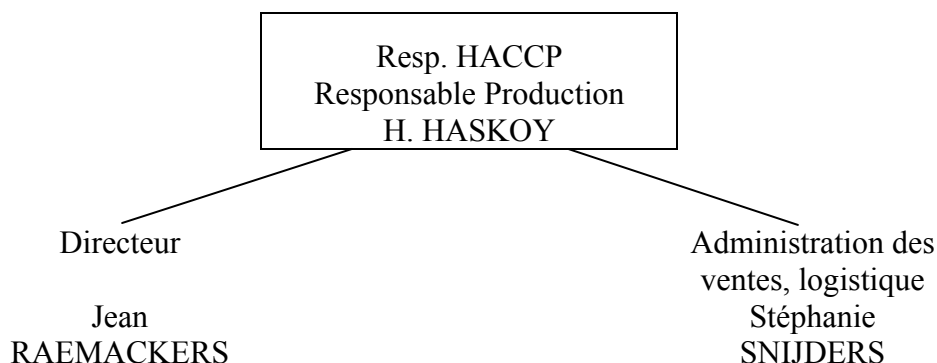 Resp. HACCP
Responsable Production
H. HASKOY
Directeur
Jean
RAEMACKERS
Administration des
ventes, logistique
Stéphanie
SNIJDERS